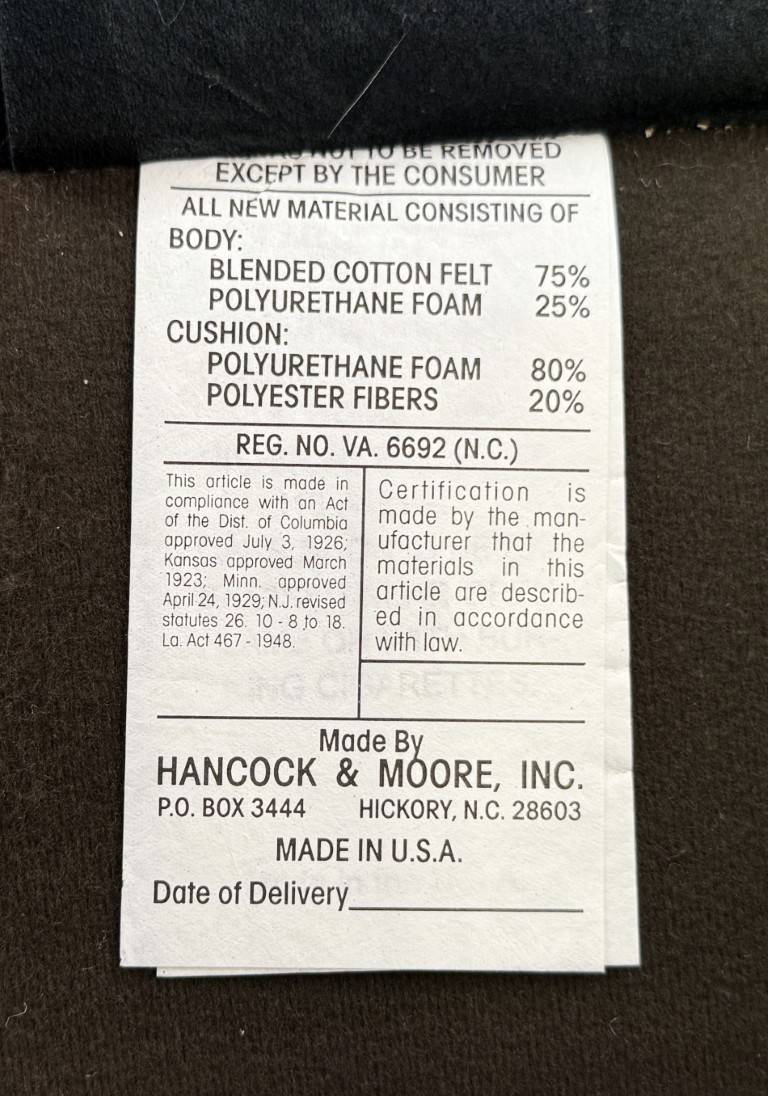 NOT TO BE REMOVED
EXCEPT BY THE CONSUMER
ALL NEW MATERIAL CONSISTING OF
BODY:
BLENDED COTTON FELT 75%
POLYURETHANE FOAM 25%
CUSHION:
POLYURETHANE FOAM 80%
POLYESTER FIBERS 20%
REG. NO. VA. 6692 (N.C.)
This article is made in
compliance with an Act
of the Dist. of Columbia
approved July 3, 1926;
Kansas approved March
1923; Minn. approved
April 24, 1929; N.J. revised
statutes 26. 10 - 8 to 18.
La. Act 467 - 1948.
Certification is
made by the man-
ufacturer that the
materials in this
article are describ-
ed in accordance
with law.
Made By
HANCOCK & MOORE, INC.
P.O. BOX 3444 HICKORY, N.C. 28603
MADE IN U.S.A.
Date of Delivery